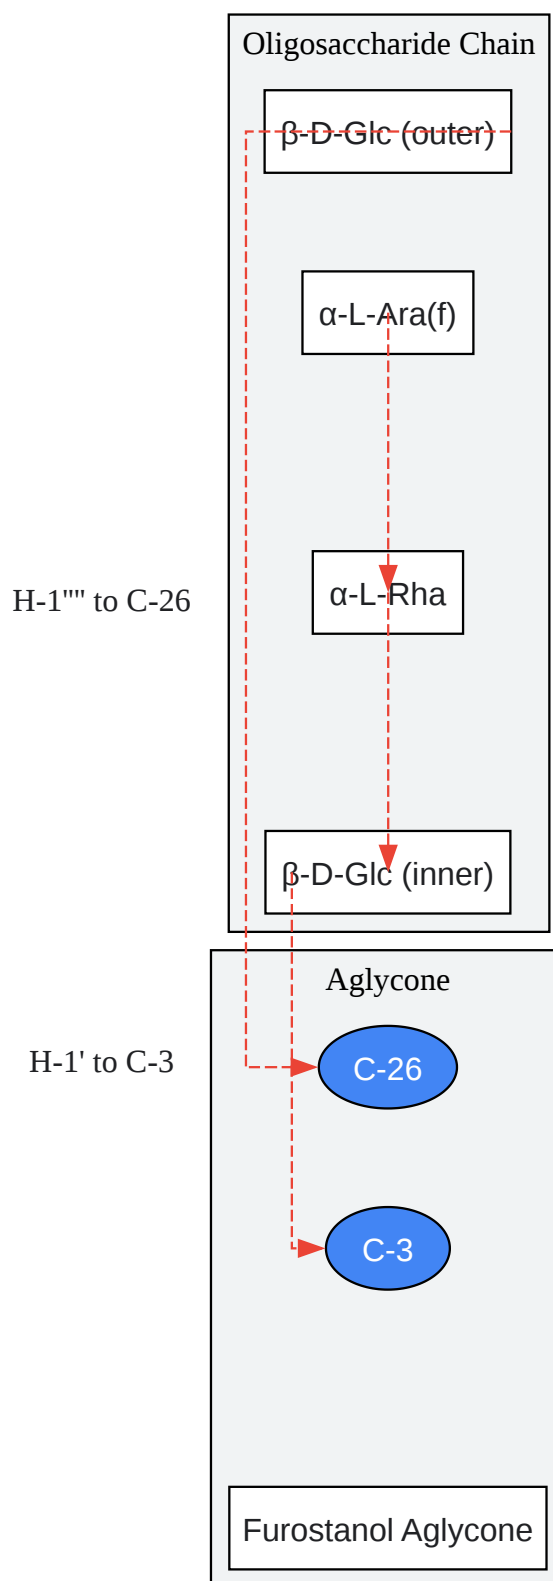 Oligosaccharide Chain
β-D-Glc (outer)
α-L-Ara(f)
H-1'''' to C-26
α-L-Rha
β-D-Glc (inner)
Aglycone
H-1' to C-3
C-26
C-3
Furostanol Aglycone